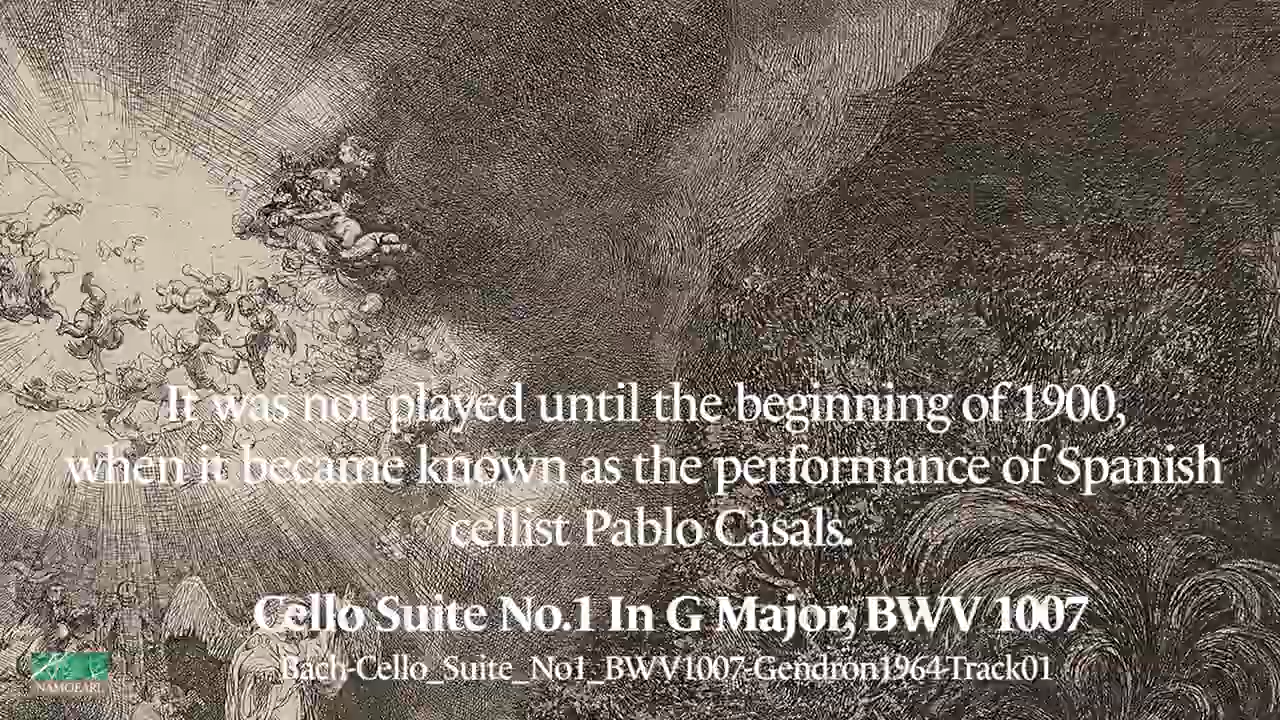 It was not played until the beginning of 1900,
when it became known as the performance of Spanish
cellist Pablo Casals.
Cello Suite No.1 In G Major, BWV 1007
Bach-Cello_Suite_No1_BWV1007-Gendron1964-Track01
NAMOEARL